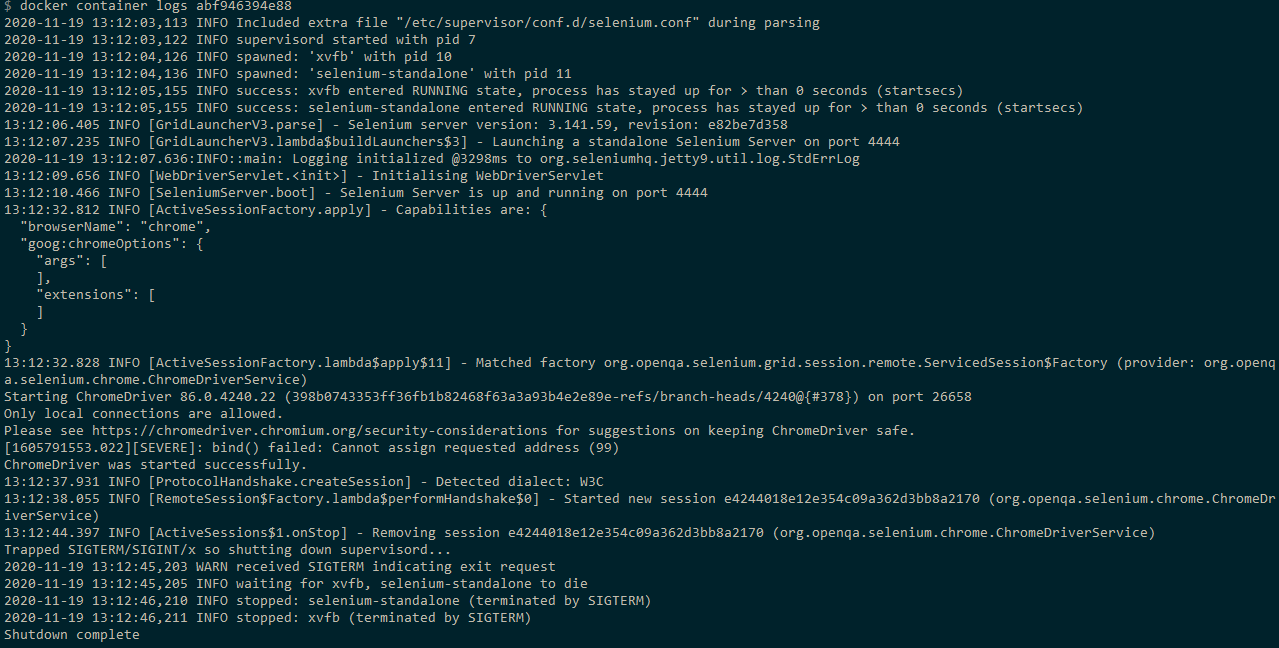 $ docker container logs abf946394e88
2020-11-19 13:12:03,113 INFO Included extra file "/etc/supervisor/conf.d/selenium.conf" during parsing
2020-11-19 13:12:03,122 INFO supervisord started with pid 7
2020-11-19 13:12:04,126 INFO spawned: 'xvfb' with pid 10
2020-11-19 13:12:04,136 INFO spawned: 'selenium-standalone' with pid 11
2020-11-19 13:12:05,155 INFO success: xvfb entered RUNNING state, process has stayed up for > than 0 seconds (startsecs)
2020-11-19 13:12:05,155 INFO success: selenium-standalone entered RUNNING state, process has stayed up for > than 0 seconds (startsecs)
13:12:06.405 INFO [GridLauncherV3.parse] - Selenium server version: 3.141.59, revision: e82be7d358
13:12:07.235 INFO [GridLauncherV3.lambda$buildLaunchers$3] - Launching a standalone Selenium Server on port 4444
2020-11-19 13:12:07.636:INFO::main: Logging initialized @3298ms to org.seleniumhq.jetty9.util.log.StdErrLog
13:12:09.656 INFO [WebDriverServlet.<init>] - Initialising WebDriverServlet
13:12:10.466 INFO [SeleniumServer.boot] - Selenium Server is up and running on port 4444
13:12:32.812 INFO [ActiveSessionFactory.apply] - Capabilities are: {
  "browserName": "chrome",
  "goog:chromeOptions": {
    "args": [
    ],
    "extensions": [
    ]
  }
}
13:12:32.828 INFO [ActiveSessionFactory.lambda$apply$11] - Matched factory org.openqa.selenium.grid.session.remote.ServicedSession$Factory (provider: org.openq
a.selenium.chrome.ChromeDriverService)
Starting ChromeDriver 86.0.4240.22 (398b0743353ff36fb1b82468f63a3a93b4e2e89e-refs/branch-heads/4240@{#378}) on port 26658
Only local connections are allowed.
Please see https://chromedriver.chromium.org/security-considerations for suggestions on keeping ChromeDriver safe.
[1605791553.022][SEVERE]: bind() failed: Cannot assign requested address (99)
ChromeDriver was started successfully.
13:12:37.931 INFO [ProtocolHandshake.createSession] - Detected dialect: W3C
13:12:38.055 INFO [RemoteSession$Factory.lambda$performHandshake$0] - Started new session e4244018e12e354c09a362d3bb8a2170 (org.openqa.selenium.chrome.ChromeDr
iverService)
13:12:44.397 INFO [ActiveSessions$1.onStop] - Removing session e4244018e12e354c09a362d3bb8a2170 (org.openqa.selenium.chrome.ChromeDriverService)
Trapped SIGTERM/SIGINT/x so shutting down supervisord...
2020-11-19 13:12:45,203 WARN received SIGTERM indicating exit request
2020-11-19 13:12:45,205 INFO waiting for xvfb, selenium-standalone to die
2020-11-19 13:12:46,210 INFO stopped: selenium-standalone (terminated by SIGTERM)
2020-11-19 13:12:46,211 INFO stopped: xvfb (terminated by SIGTERM)
Shutdown complete